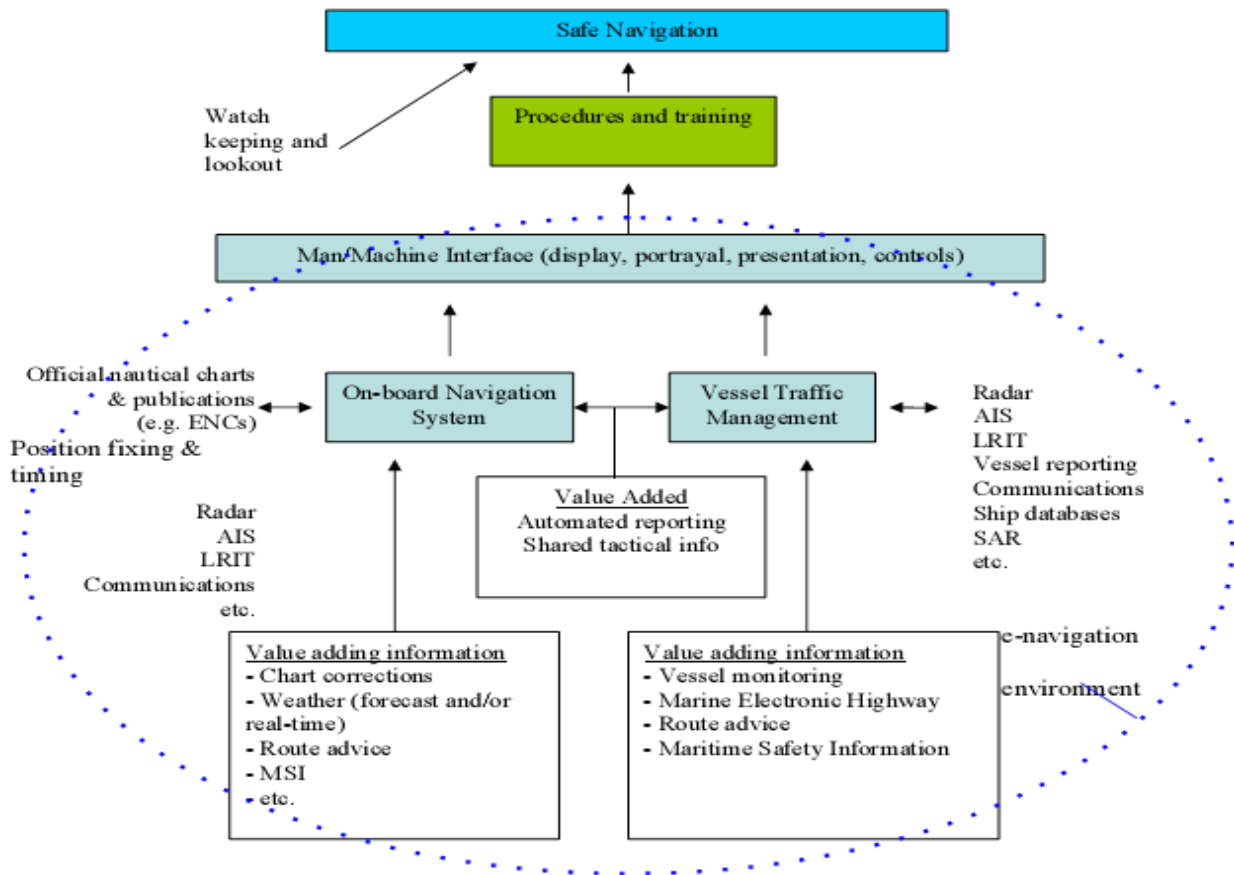 Safe Navigation
Watch
keeping and
lookout
Procedures and training
Man/Machine Interface (display, portrayal, presentation, controls)
Official nautical charts
& publications
(e.g. ENCs)
Position fixing &
timing
On-board Navigation
System
Vessel Traffic
Management
Radar
AIS
LRIT
Vessel reporting
Communications
Ship databases
SAR
etc.
Value Added
Automated reporting
Shared tactical info
Radar
AIS
LRIT
Communications
etc.
Value adding information
- Chart corrections
- Weather (forecast and/or
real-time)
- Route advice
- MSI
- etc.
Value adding information
- Vessel monitoring
- Marine Electronic Highway
- Route advice
- Maritime Safety Information
e-navigation
environment